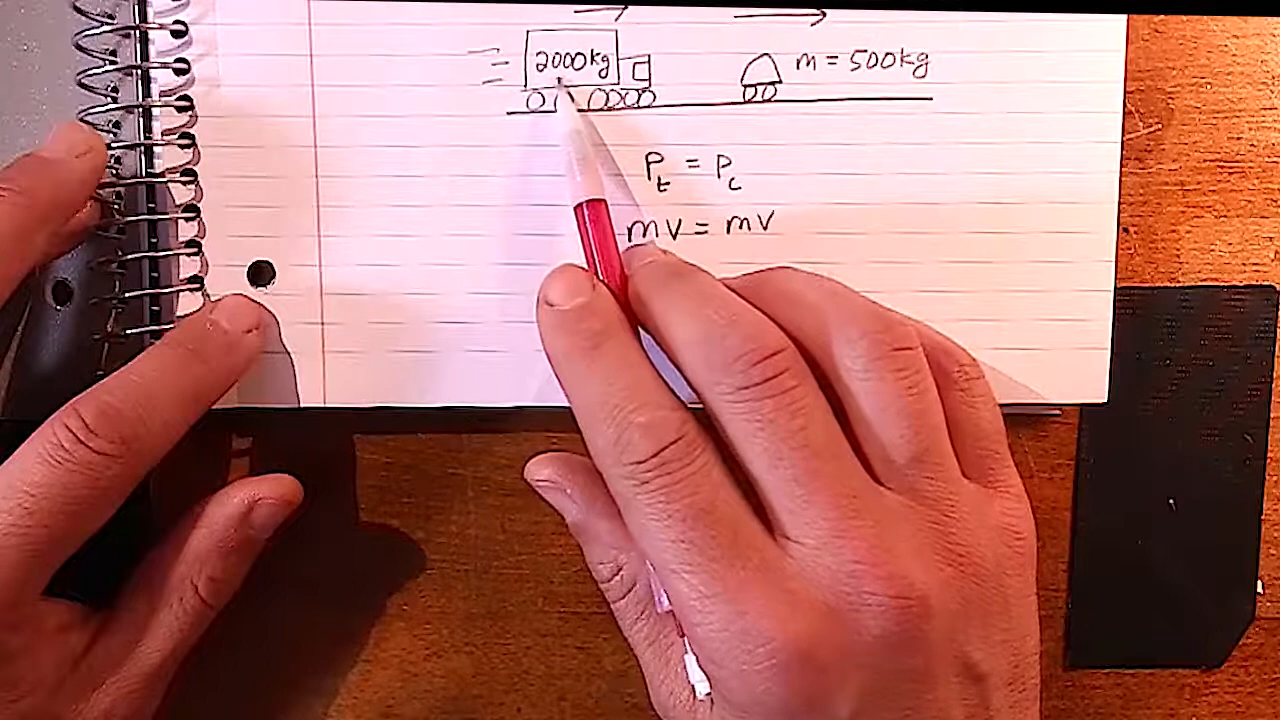 2000kg m = 500kg
Pt = Pc
mv = mv